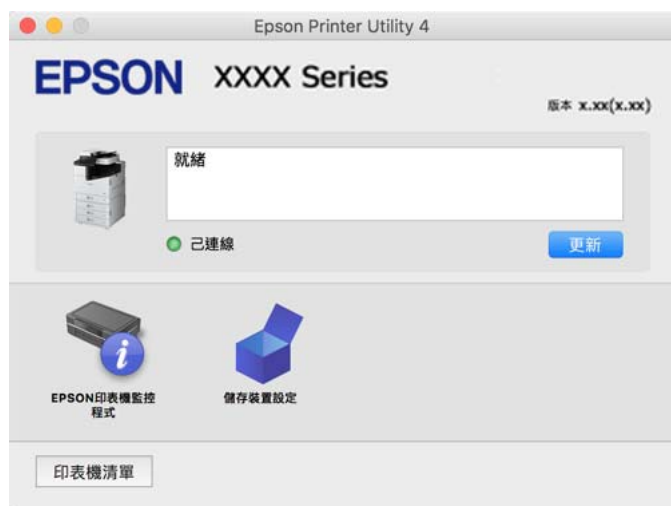 Epson Printer Utility 4
EPSON XXXX Series
版本 x.xx(x.xx)
就緒
已連線
更新
EPSON印表機監控
程式
儲存裝置設定
印表機清單